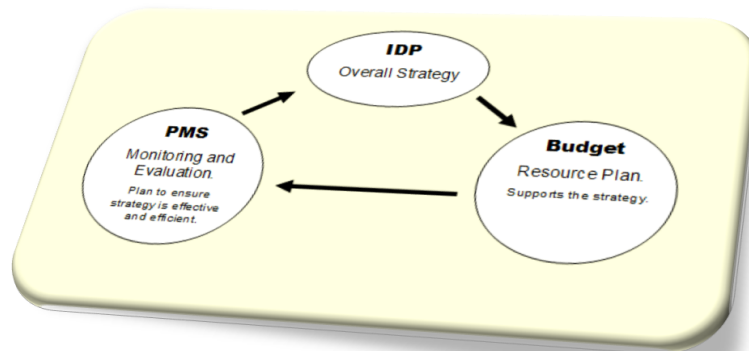 IDP
Overall Strategy
PMS
Monitoring and
Evaluation.
Plan to ensure
strategy is effective
and efficient.
Budget
Resource Plan.
Supports the strategy.